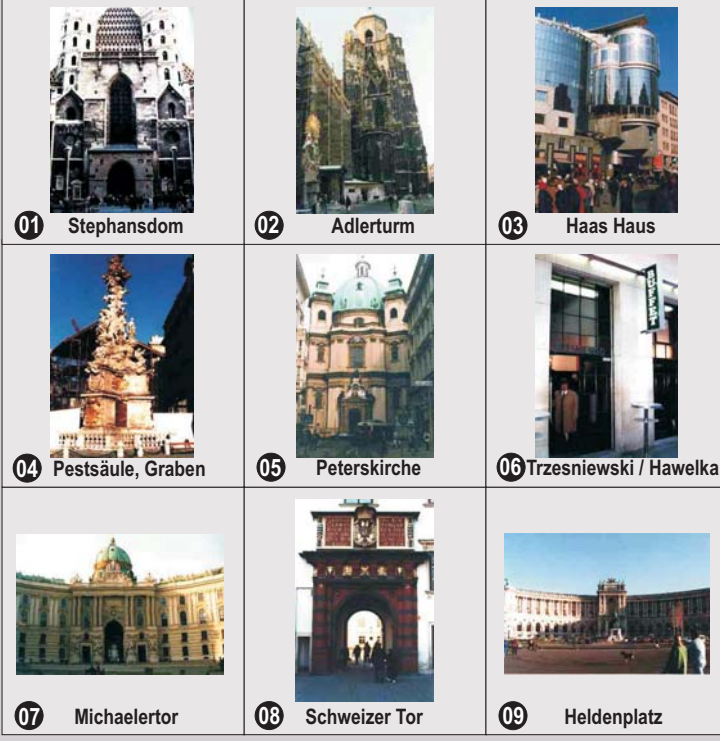 01 Stephansdom
02 Adlerturm
03 Haas Haus
BUFFET
04 Pestsäule, Graben
05 Peterskirche
06 Trzesniewski / Hawelka
07 Michaelertor
08 Schweizer Tor
09 Heldenplatz